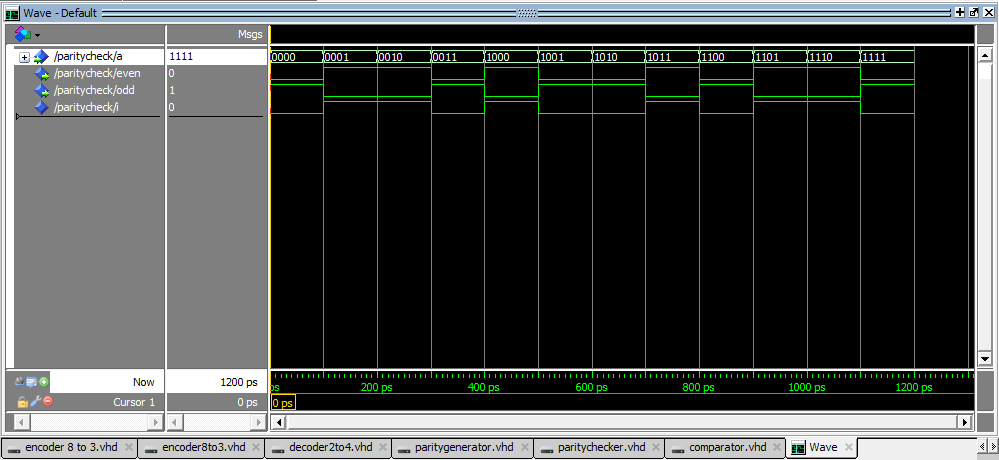 Wave - Default
Msgs
/paritycheck/a 1111 0000 0001 0010 0011 1000 1001 1010 1011 1100 1101 1110 1111
/paritycheck/even 0
/paritycheck/odd 1
/paritycheck/i 0
Now 1200 ps ps 200 ps 400 ps 600 ps 800 ps 1000 ps 1200 ps
Cursor 1 0 ps 0 ps
encoder 8 to 3.vhd encoder8to3.vhd decoder2to4.vhd paritygenerator.vhd paritychecker.vhd comparator.vhd Wave